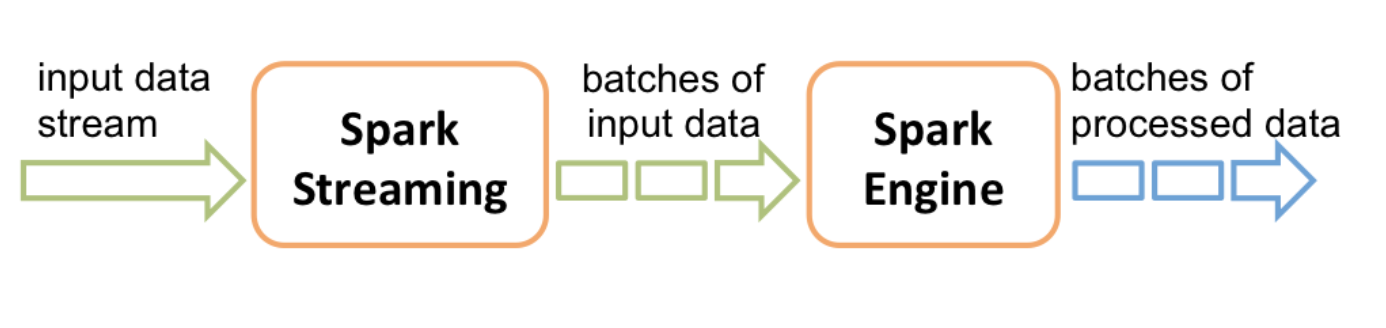 input data
stream
Spark
Streaming
batches of
input data
Spark
Engine
batches of
processed data